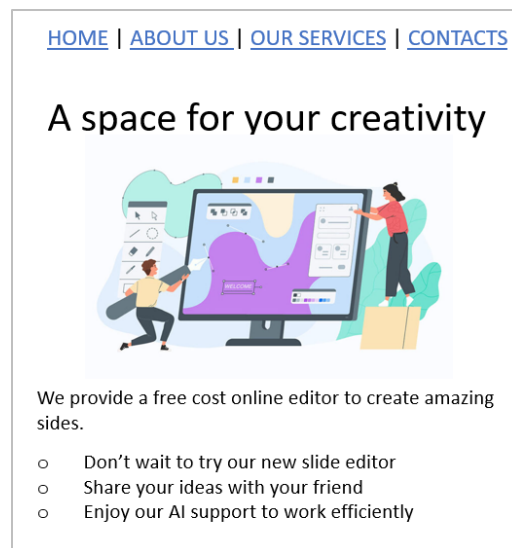 HOME | ABOUT US | OUR SERVICES | CONTACTS
A space for your creativity
WELCOME
We provide a free cost online editor to create amazing
sides.
o Don’t wait to try our new slide editor
o Share your ideas with your friend
o Enjoy our AI support to work efficiently